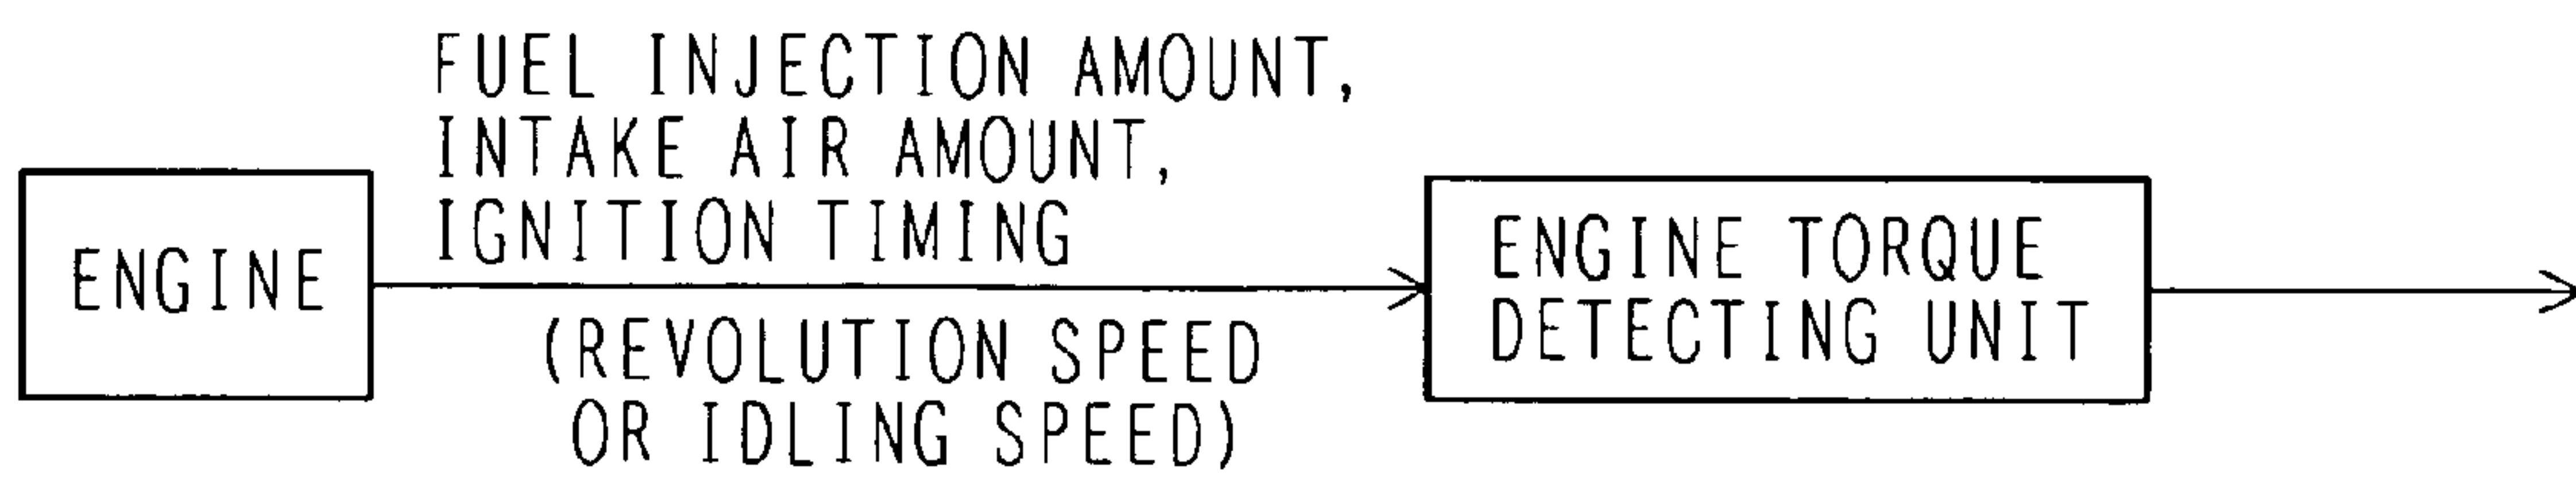 FUEL INJECTION AMOUNT,
INTAKE AIR AMOUNT,
IGNITION TIMING
ENGINE
(REVOLUTION SPEED
OR IDLING SPEED)
ENGINE TORQUE
DETECTING UNIT